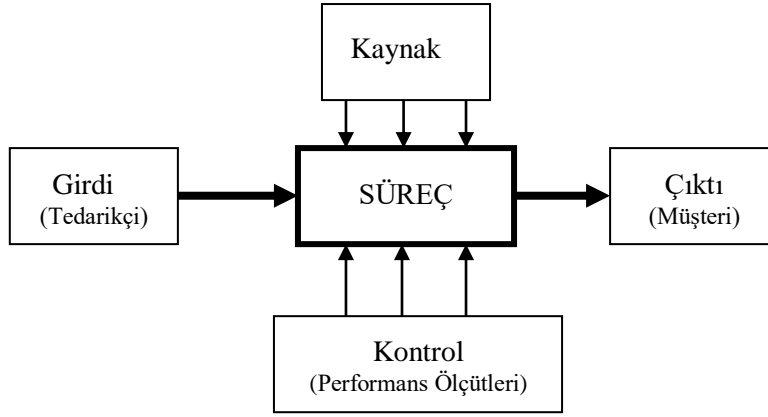 Kaynak
Girdi
(Tedarikçi)
SÜREÇ
Çıktı
(Müşteri)
Kontrol
(Performans Ölçütleri)